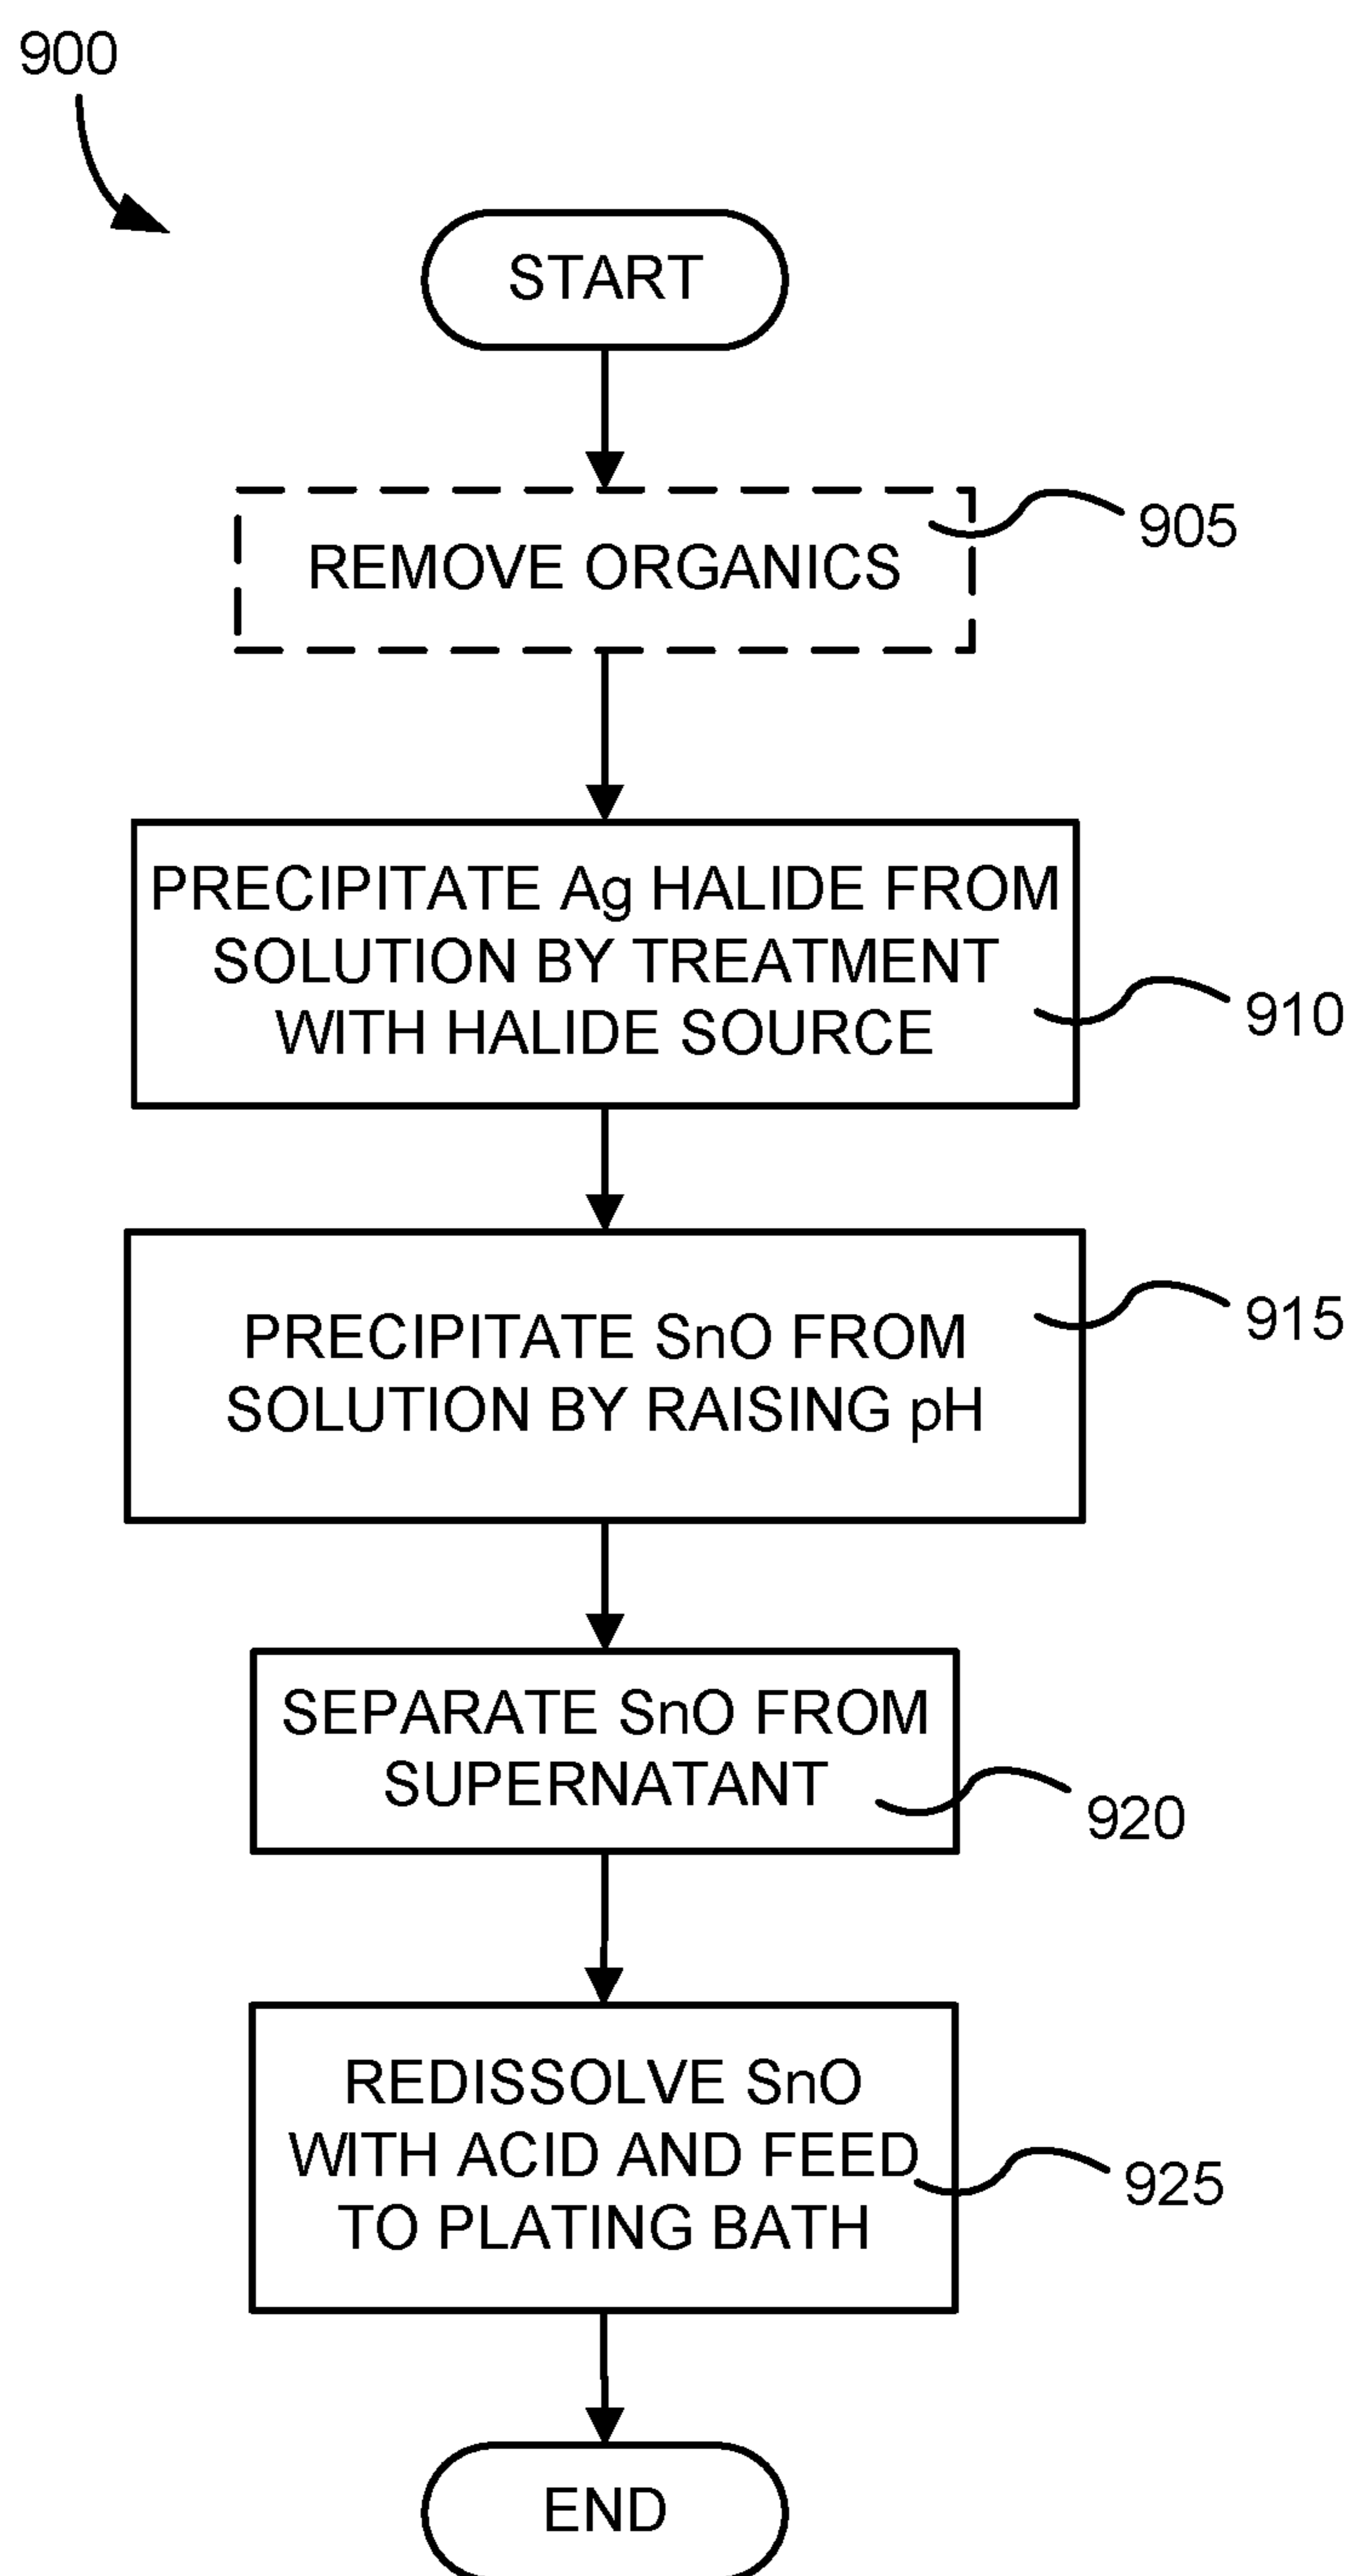 900
START
REMOVE ORGANICS
905
PRECIPITATE Ag HALIDE FROM
SOLUTION BY TREATMENT
WITH HALIDE SOURCE
910
PRECIPITATE SnO FROM
SOLUTION BY RAISING pH
915
SEPARATE SnO FROM
SUPERNATANT
920
REDISSOLVE SnO
WITH ACID AND FEED
TO PLATING BATH
925
END